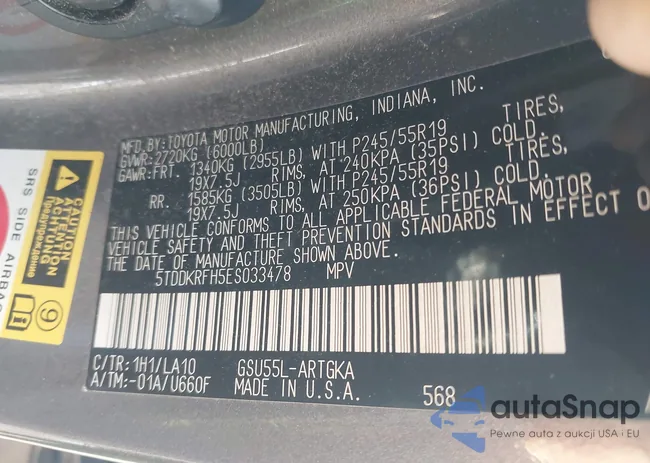 MFD.BY:TOYOTA MOTOR MANUFACTURING, INDIANA, INC.
GVWR:2720KG (6000LB)
GAWR:FRT. 1340KG (2955LB) WITH P245/55R19 TIRES,
19X7.5J RIMS, AT 240KPA (35PSI) COLD.
RR. 1585KG (3505LB) WITH P245/55R19 TIRES,
19X7.5J RIMS, AT 250KPA (36PSI) COLD.
THIS VEHICLE CONFORMS TO ALL APPLICABLE FEDERAL MOTOR
VEHICLE SAFETY AND THEFT PREVENTION STANDARDS IN EFFECT O
THE DATE OF MANUFACTURE SHOWN ABOVE.
5TDDKRFH5ES033478 MPV
C/TR:1H1/LA10 GSU55L-ARTGKA
A/TM:-01A/U660F MADE IN U.S.A. 568
SRS SIDE AIRBAG
CAUTION
ATTENTION
ACHTUNG
Предупреждение
9
autoSnap
Pewne auta z aukcji USA i EU